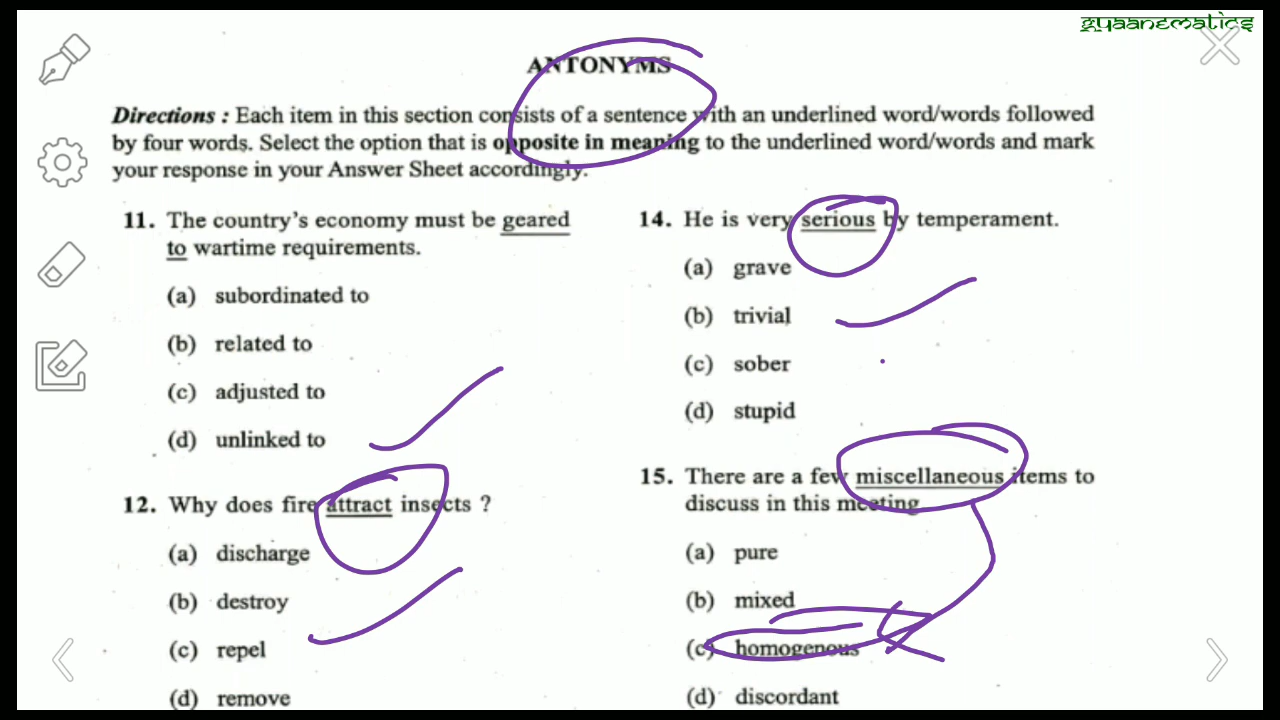 gyaanematics
ANTONYMS
Directions : Each item in this section consists of a sentence with an underlined word/words followed
by four words. Select the option that is opposite in meaning to the underlined word/words and mark
your response in your Answer Sheet accordingly.
11. The country's economy must be geared
to wartime requirements.
(a) subordinated to
(b) related to
(c) adjusted to
(d) unlinked to
12. Why does fire attract insects ?
(a) discharge
(b) destroy
(c) repel
(d) remove
14. He is very serious by temperament.
(a) grave
(b) trivial
(c) sober
(d) stupid
15. There are a few miscellaneous items to
discuss in this meeting
(a) pure
(b) mixed
(c) homogenous
(d) discordant